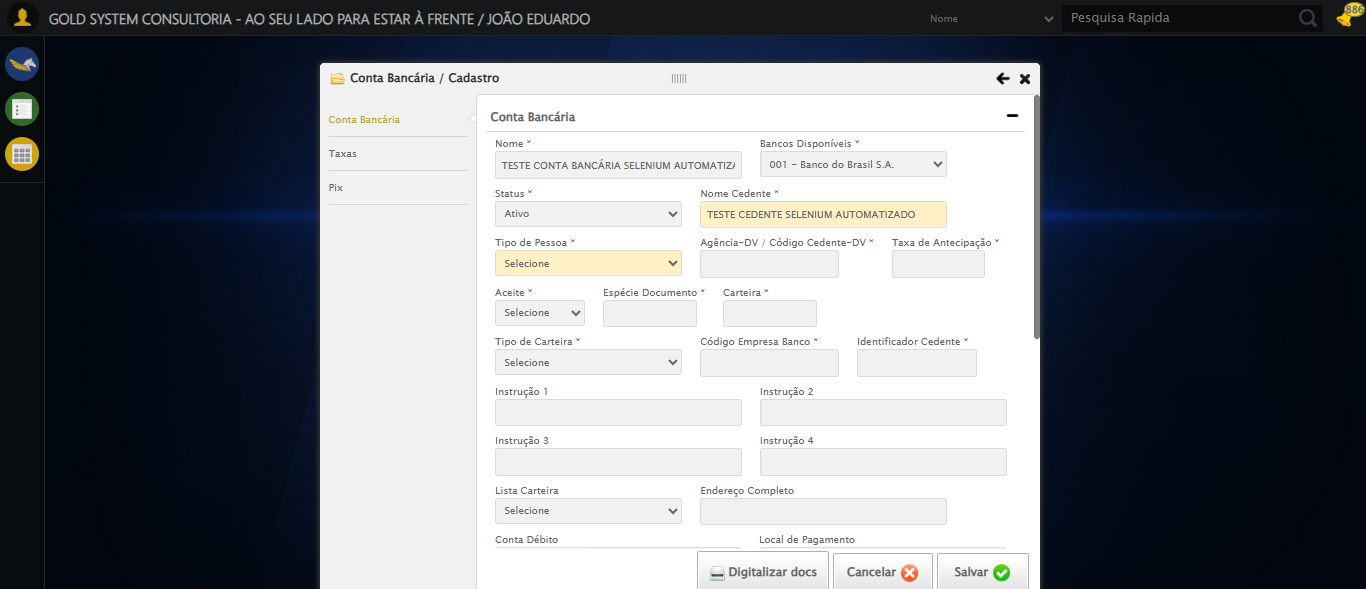 GOLD SYSTEM CONSULTORIA - AO SEU LADO PARA ESTAR À FRENTE / JOÃO EDUARDO
Nome
Pesquisa Rapida
886
Conta Bancária / Cadastro
Conta Bancária
Taxas
Pix
Conta Bancária
Nome *
Bancos Disponíveis *
TESTE CONTA BANCÁRIA SELENIUM AUTOMATIZA
001 - Banco do Brasil S.A.
Status *
Nome Cedente *
Ativo
TESTE CEDENTE SELENIUM AUTOMATIZADO
Tipo de Pessoa *
Agência-DV / Código Cedente-DV *
Taxa de Antecipação *
Selecione
Aceite *
Espécie Documento *
Carteira *
Selecione
Tipo de Carteira *
Código Empresa Banco *
Identificador Cedente *
Selecione
Instrução 1
Instrução 2
Instrução 3
Instrução 4
Lista Carteira
Endereço Completo
Selecione
Conta Débito
Local de Pagamento
Digitalizar docs
Cancelar
Salvar